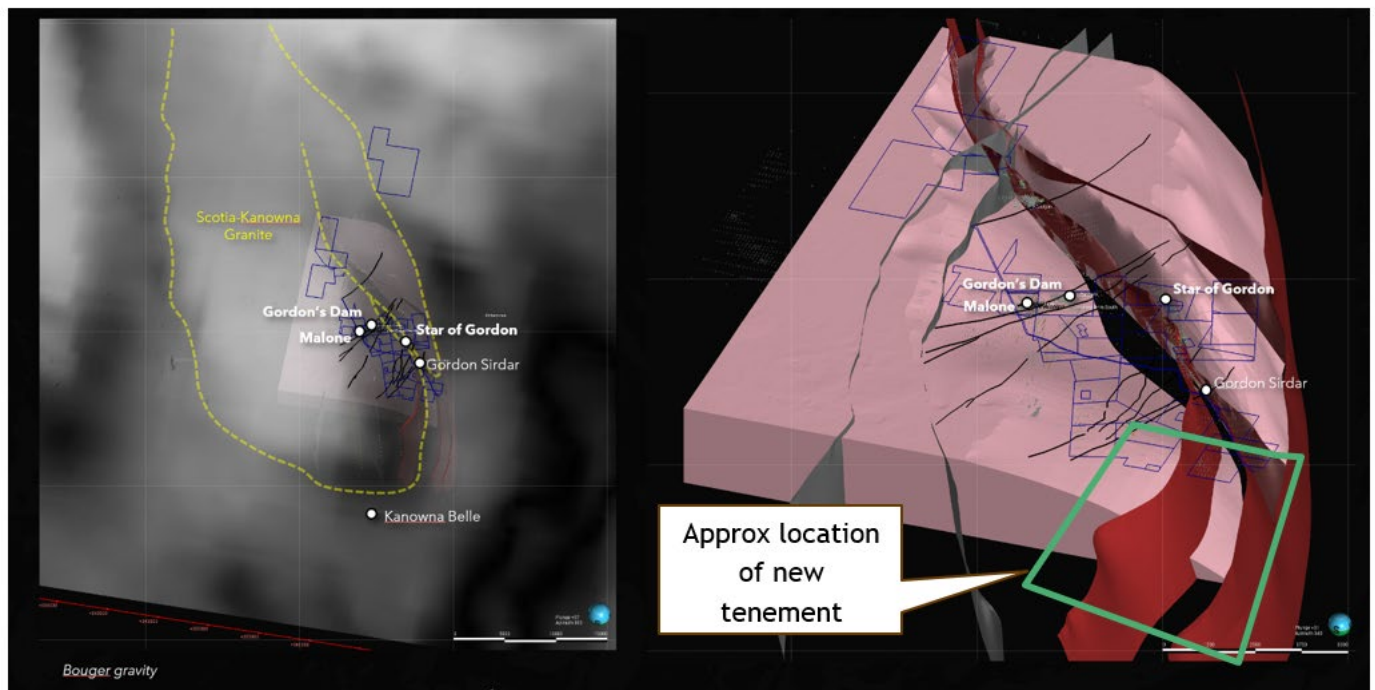 Scotia-Kanowna
Granite
Gordon's Dam
Malone
Star of Gordon
Gordon Sirdar
Kanowna Belle
Bouger gravity
Gordon's Dam
Malone
Star of Gordon
Gordon Sirdar
Approx location
of new
tenement